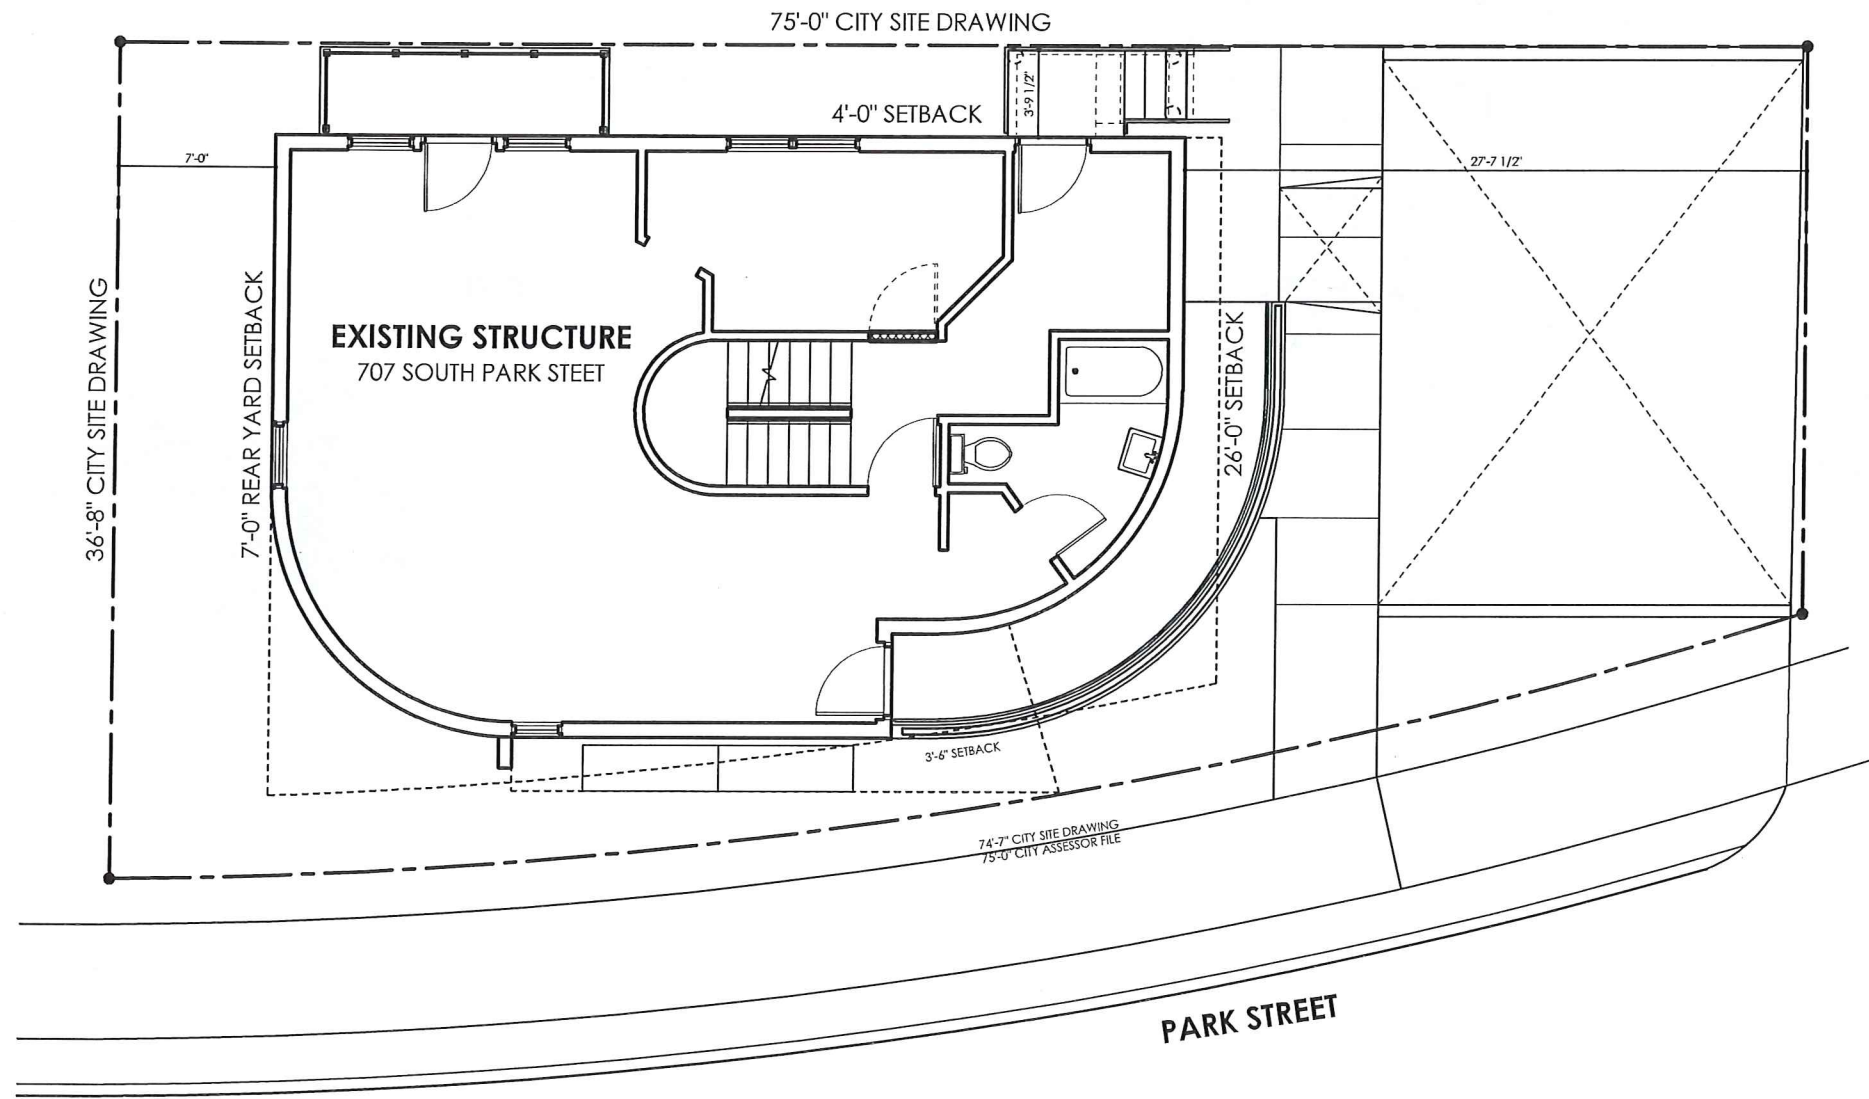 75'-0" CITY SITE DRAWING
3'-9 1/2"
4'-0" SETBACK
7'-0"
27'-7 1/2"
36'-8" CITY SITE DRAWING
7'-0" REAR YARD SETBACK
EXISTING STRUCTURE
707 SOUTH PARK STEET
26'-0" SETBACK
3'-6" SETBACK
74'-7" CITY SITE DRAWING
75'-0" CITY ASSESSOR FILE
PARK STREET